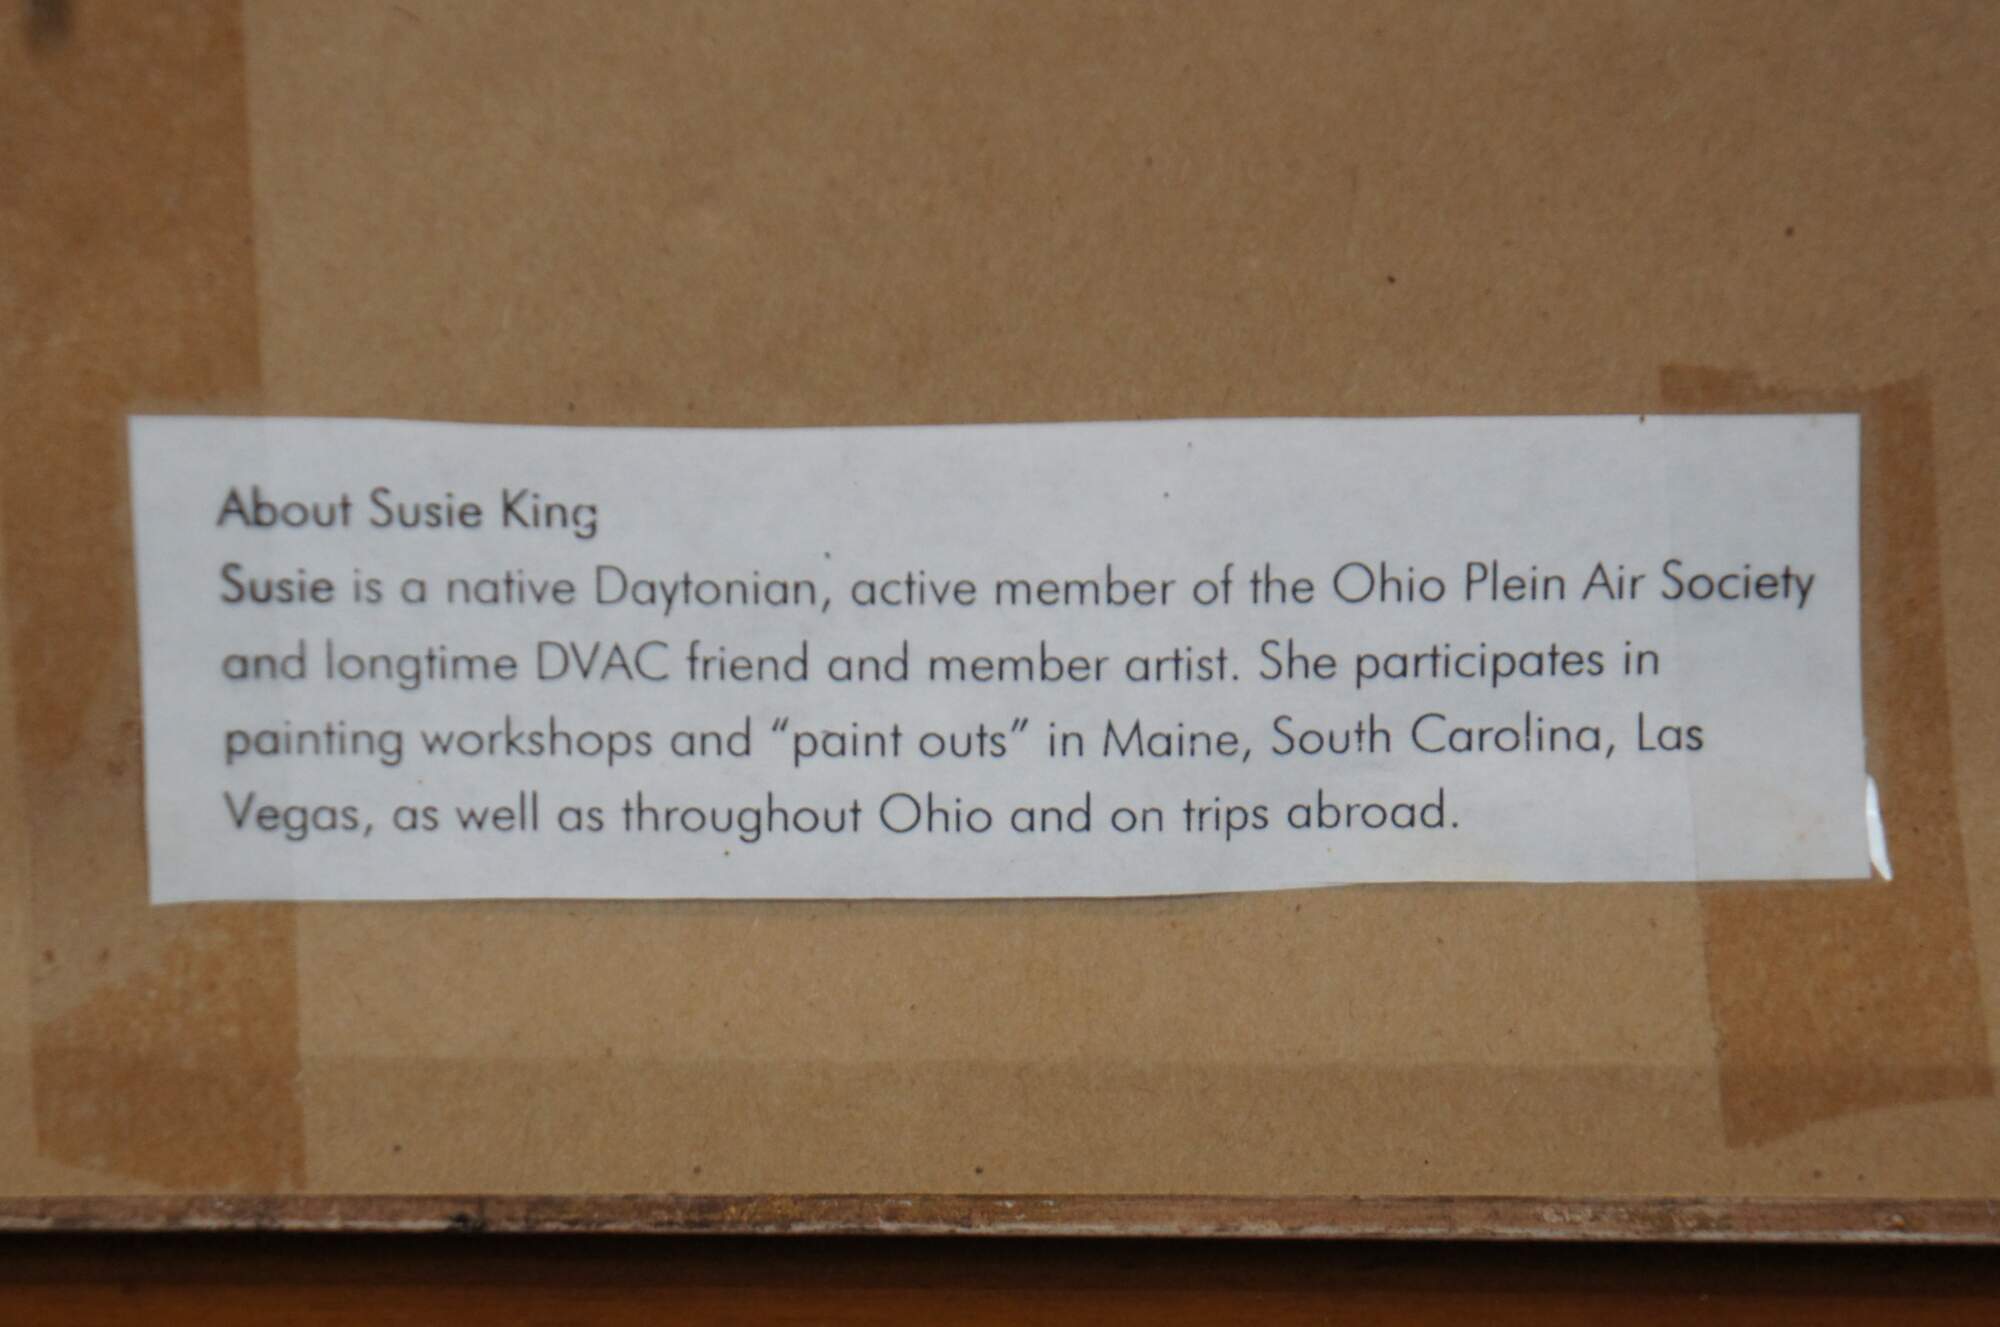 About Susie King
Susie is a native Daytonian, active member of the Ohio Plein Air Society
and longtime DVAC friend and member artist. She participates in
painting workshops and “paint outs” in Maine, South Carolina, Las
Vegas, as well as throughout Ohio and on trips abroad.